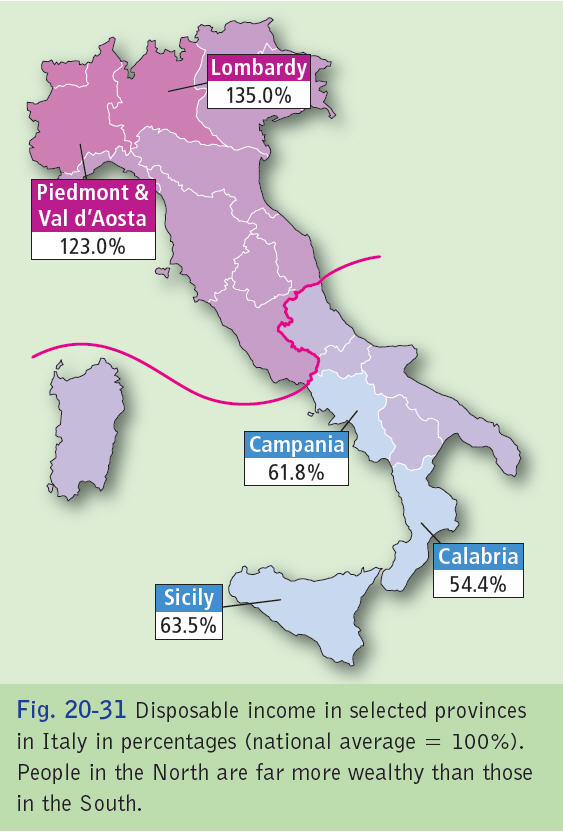 Lombardy
135.0%
Piedmont &
Val d'Aosta
123.0%
Campania
61.8%
Calabria
54.4%
Sicily
63.5%
Fig. 20-31 Disposable income in selected provinces
in Italy in percentages (national average = 100%).
People in the North are far more wealthy than those
in the South.